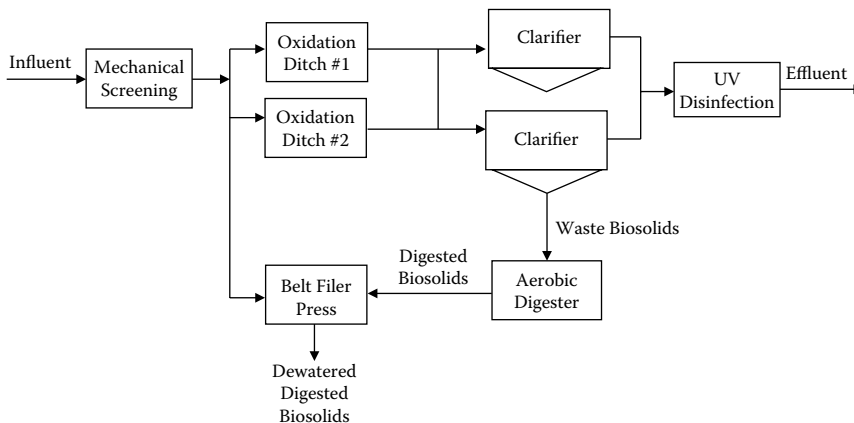 Influent
Mechanical
Screening
Oxidation
Ditch #1
Oxidation
Ditch #2
Clarifier
Clarifier
UV
Disinfection
Effluent
Waste Biosolids
Aerobic
Digester
Digested
Biosolids
Belt Filer
Press
Dewatered
Digested
Biosolids